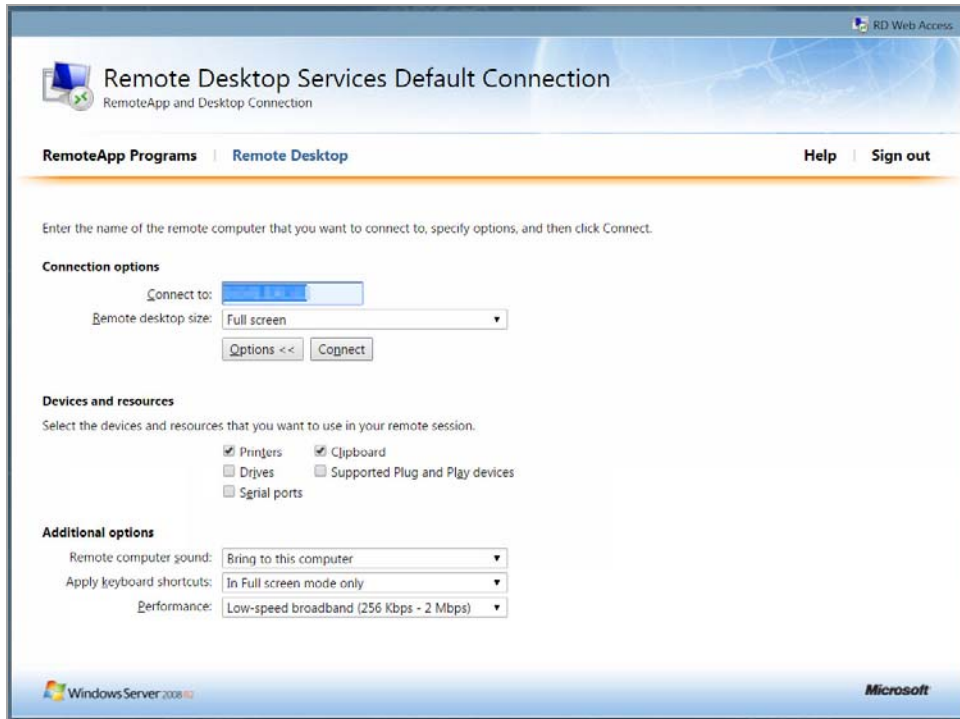 RD Web Access
Remote Desktop Services Default Connection
RemoteApp and Desktop Connection
RemoteApp Programs | Remote Desktop Help | Sign out
Enter the name of the remote computer that you want to connect to, specify options, and then click Connect.
Connection options
Connect to:
Remote desktop size: Full screen
Options << Connect
Devices and resources
Select the devices and resources that you want to use in your remote session.
Printers Clipboard
Drives Supported Plug and Play devices
Serial ports
Additional options
Remote computer sound: Bring to this computer
Apply keyboard shortcuts: In Full screen mode only
Performance: Low-speed broadband (256 Kbps - 2 Mbps)
Windows Server 2008 R2 Microsoft